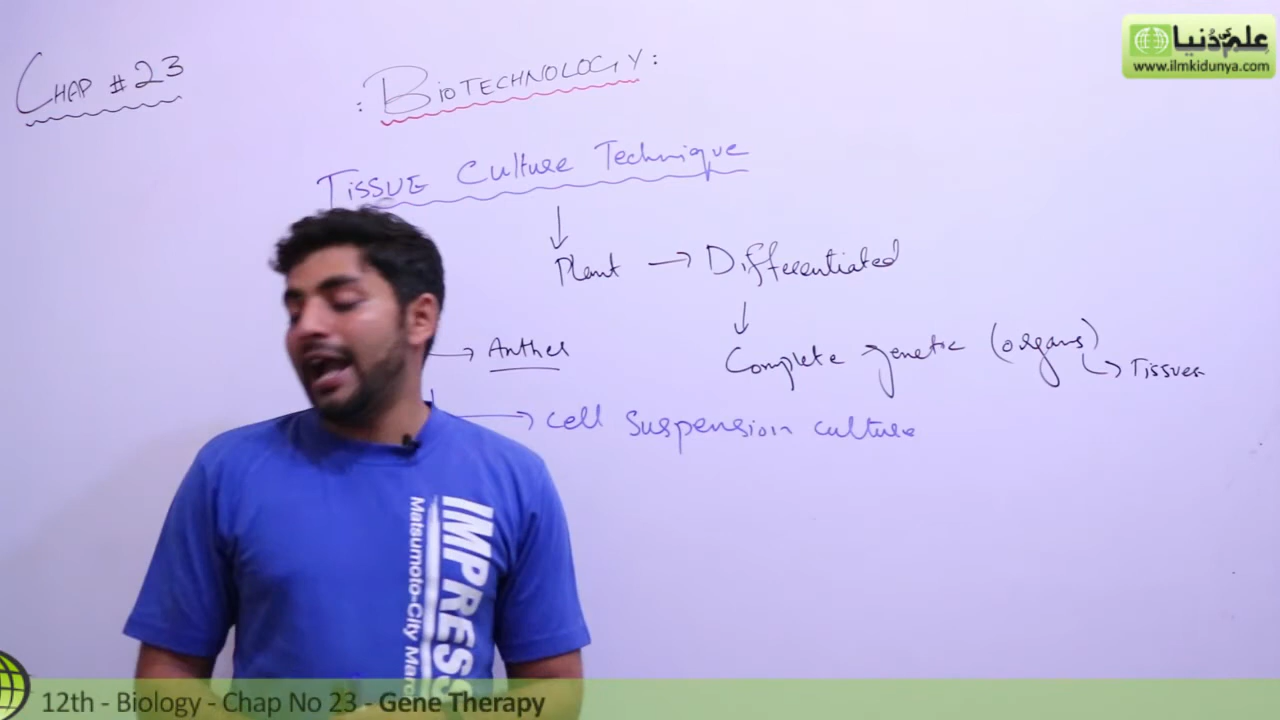 علم کی دُنیا
www.ilmkidunya.com
CHAP # 23
: BIOTECHNOLOGY :
TISSUE Culture Technique
Plant → Differentiated
Complete genetic (organs)
→ Tissues
→ Anther
→ cell suspension culture
IMPRESS
Matsumoto-City
12th - Biology - Chap No 23 - Gene Therapy